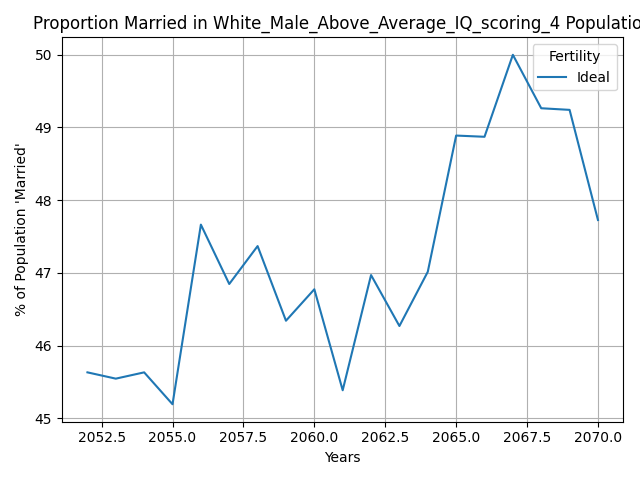 Proportion Married in White_Male_Above_Average_IQ_scoring_4 Populatio
Fertility
Ideal
% of Population 'Married'
50
49
48
47
46
45
2052.5 2055.0 2057.5 2060.0 2062.5 2065.0 2067.5 2070.0
Years